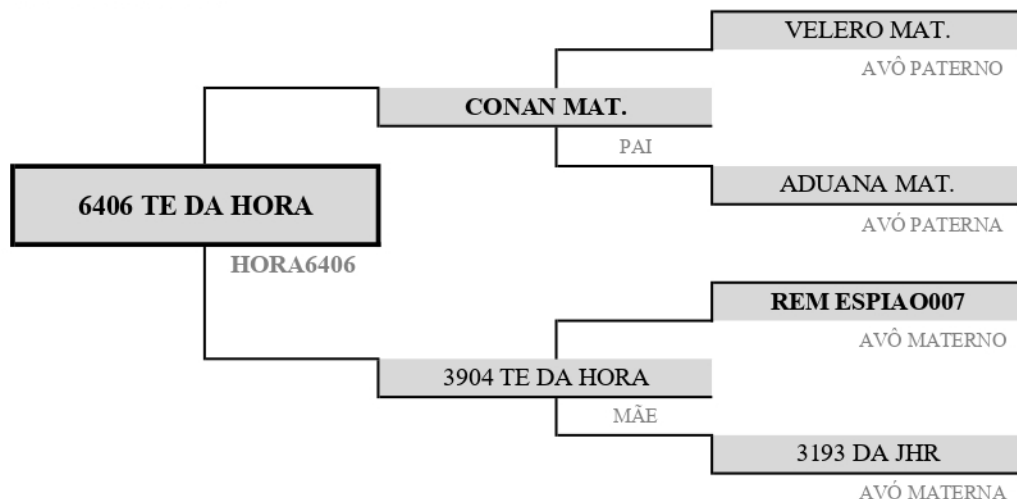 VELERO MAT.
AVÔ PATERNO
CONAN MAT.
PAI
ADUANA MAT.
AVÓ PATERNA
6406 TE DA HORA
HORA6406
REM ESPIAO007
AVÔ MATERNO
3904 TE DA HORA
MÃE
3193 DA JHR
AVÓ MATERNA